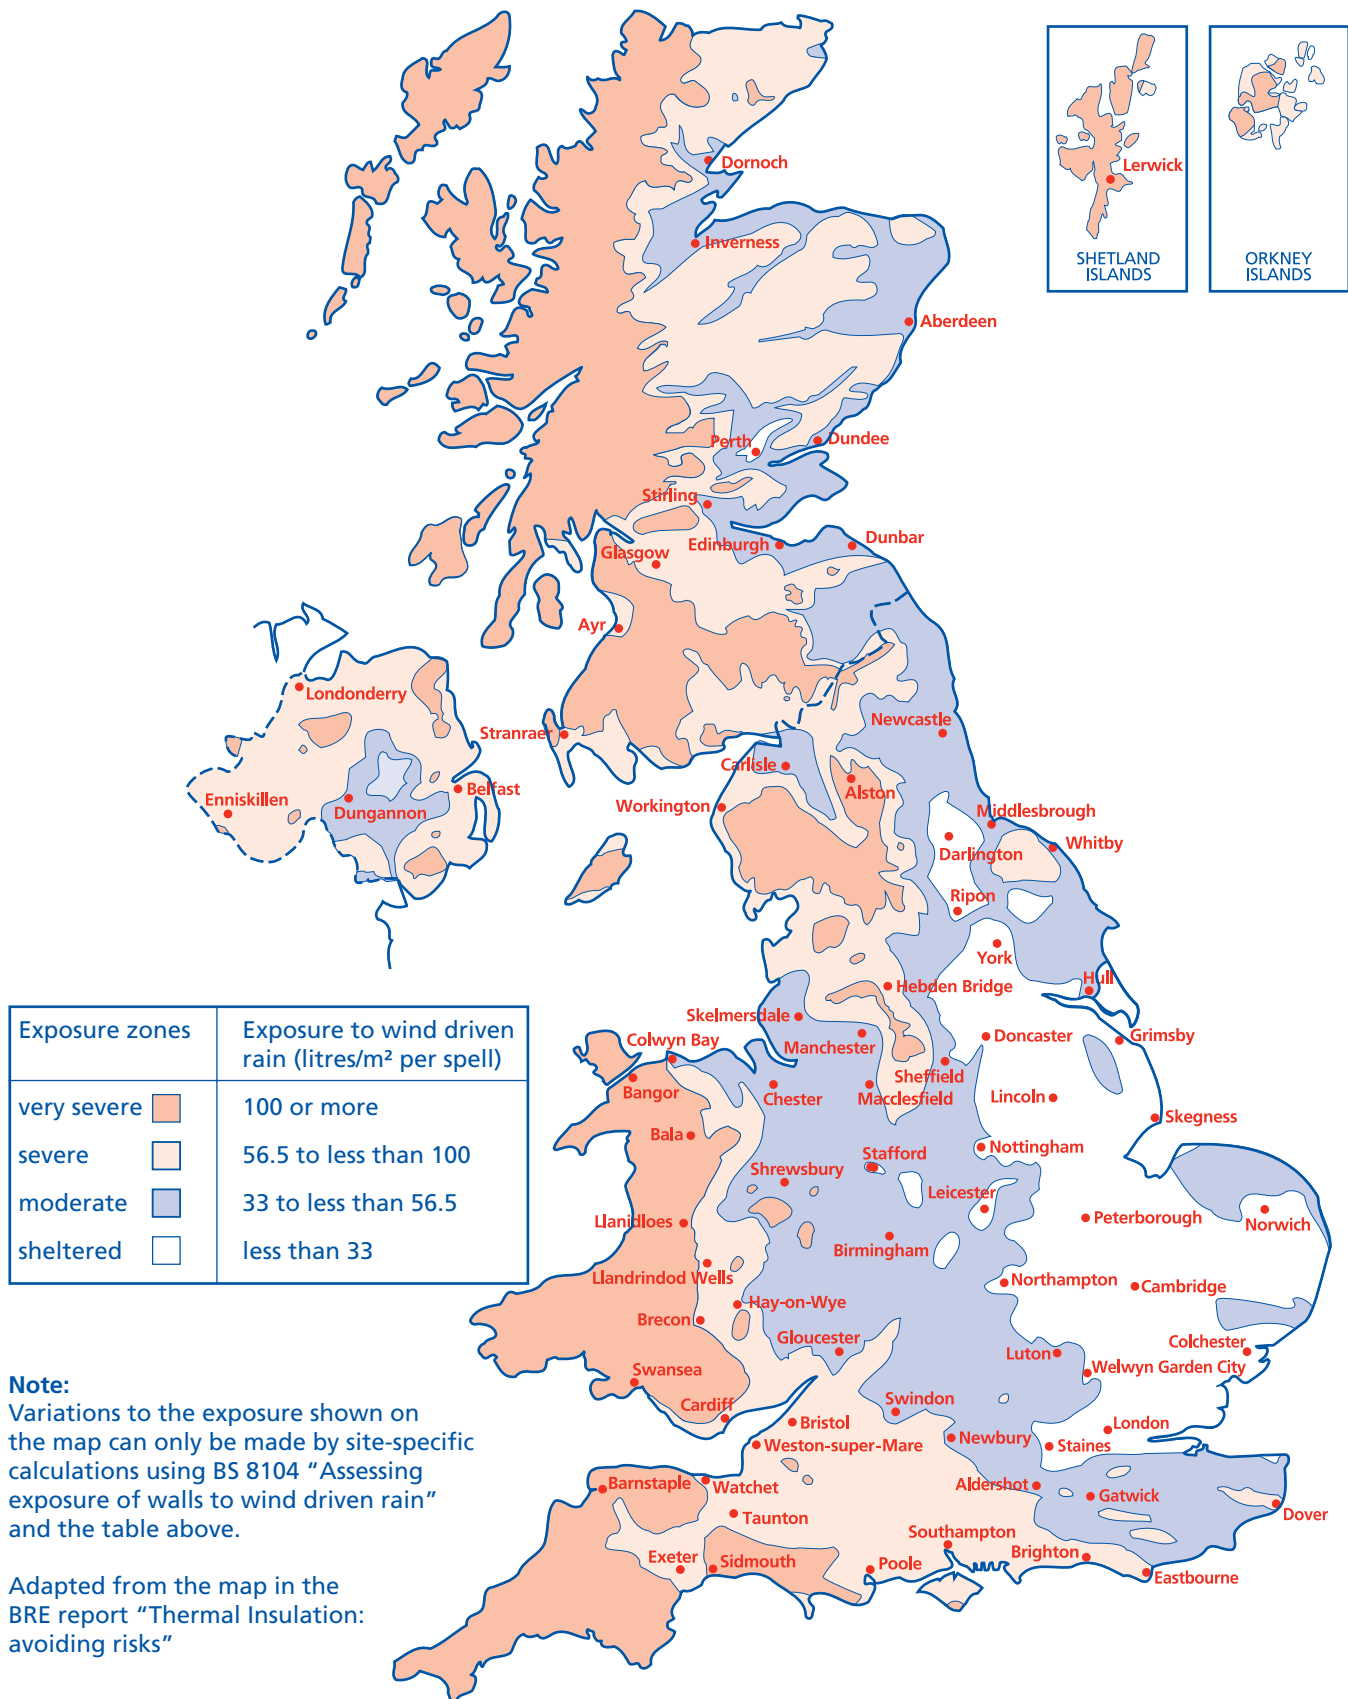 Dornoch
Lerwick
SHETLAND
ISLANDS
ORKNEY
ISLANDS
Inverness
Aberdeen
Perth
Dundee
Stirling
Edinburgh
Dunbar
Glasgow
Ayr
Londonderry
Stranraer
Newcastle
Carlisle
Alston
Enniskillen
Dungannon
Belfast
Workington
Middlesbrough
Whitby
Darlington
Ripon
York
Hull
Hebden Bridge
Skelmersdale
Manchester
Doncaster
Grimsby
Colwyn Bay
Sheffield
Bangor
Chester
Macclesfield
Lincoln
Skegness
Bala
Nottingham
Stafford
Shrewsbury
Leicester
Llanidloes
Peterborough
Norwich
Birmingham
Llandrindod Wells
Northampton
Cambridge
Hay-on-Wye
Brecon
Gloucester
Colchester
Luton
Welwyn Garden City
Swansea
Cardiff
Swindon
Bristol
London
Weston-super-Mare
Newbury
Staines
Barnstaple
Watchet
Aldershot
Gatwick
Taunton
Dover
Southampton
Exeter
Sidmouth
Poole
Brighton
Eastbourne
Exposure zones
Exposure to wind driven
rain (litres/m² per spell)
very severe
100 or more
severe
56.5 to less than 100
moderate
33 to less than 56.5
sheltered
less than 33
Note:
Variations to the exposure shown on
the map can only be made by site-specific
calculations using BS 8104 “Assessing
exposure of walls to wind driven rain”
and the table above.
Adapted from the map in the
BRE report “Thermal Insulation:
avoiding risks”